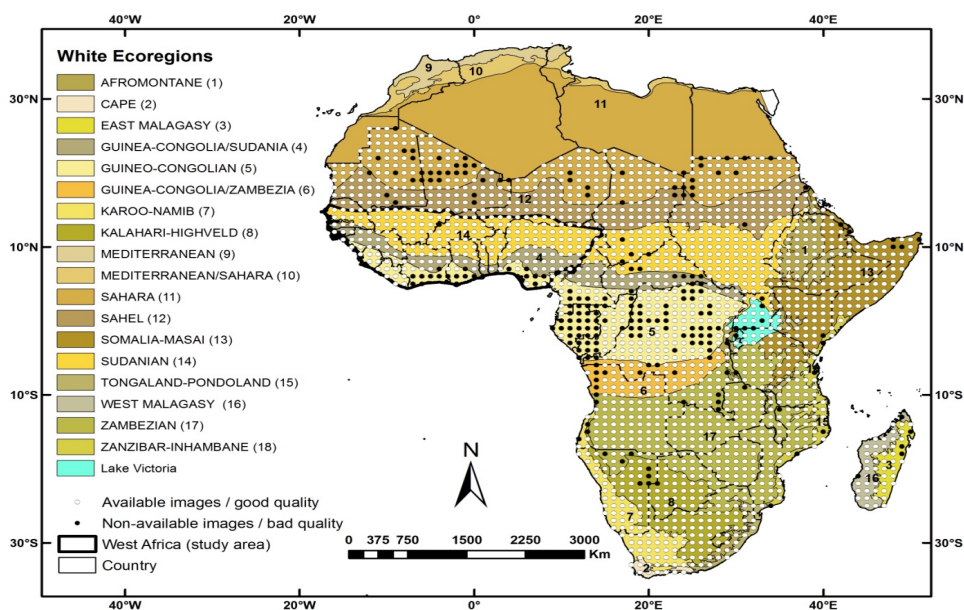 40°W 20°W 0° 20°E 40°E
White Ecoregions
AFROMONTANE (1)
CAPE (2)
EAST MALAGASY (3)
GUINEA-CONGOLIA/SUDANIA (4)
GUINEO-CONGOLIAN (5)
GUINEA-CONGOLIA/ZAMBEZIA (6)
KAROO-NAMIB (7)
KALAHARI-HIGHVELD (8)
MEDITERRANEAN (9)
MEDITERRANEAN/SAHARA (10)
SAHARA (11)
SAHEL (12)
SOMALIA-MASAI (13)
SUDANIAN (14)
TONGALAND-PONDOLAND (15)
WEST MALAGASY (16)
ZAMBEZIAN (17)
ZANZIBAR-INHAMBANE (18)
Lake Victoria
Available images / good quality
Non-available images / bad quality
West Africa (study area)
Country
30°N
10°N
10°S
30°S
9
10
11
12
14
4
1
13
5
6
15
17
3
16
8
7
2
N
0 375 750 1500 2250 3000
Km
30°N
10°N
10°S
30°S
40°W 20°W 0° 20°E 40°E